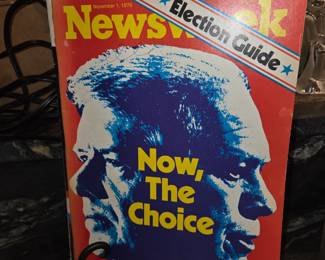 November 1, 1976
Newsweek
Election Guide
Now,
The
Choice